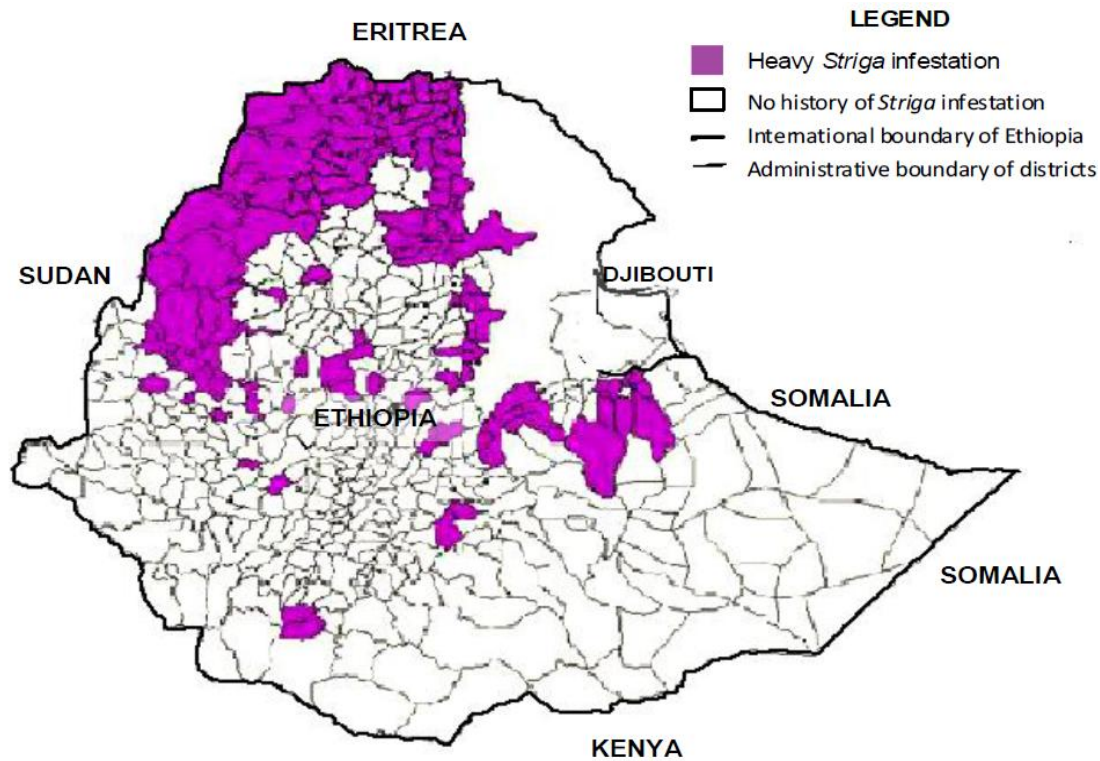 LEGEND
ERITREA
Heavy Striga infestation
No history of Striga infestation
International boundary of Ethiopia
Administrative boundary of districts
SUDAN
DJIBOUTI
SOMALIA
ETHIOPIA
SOMALIA
KENYA